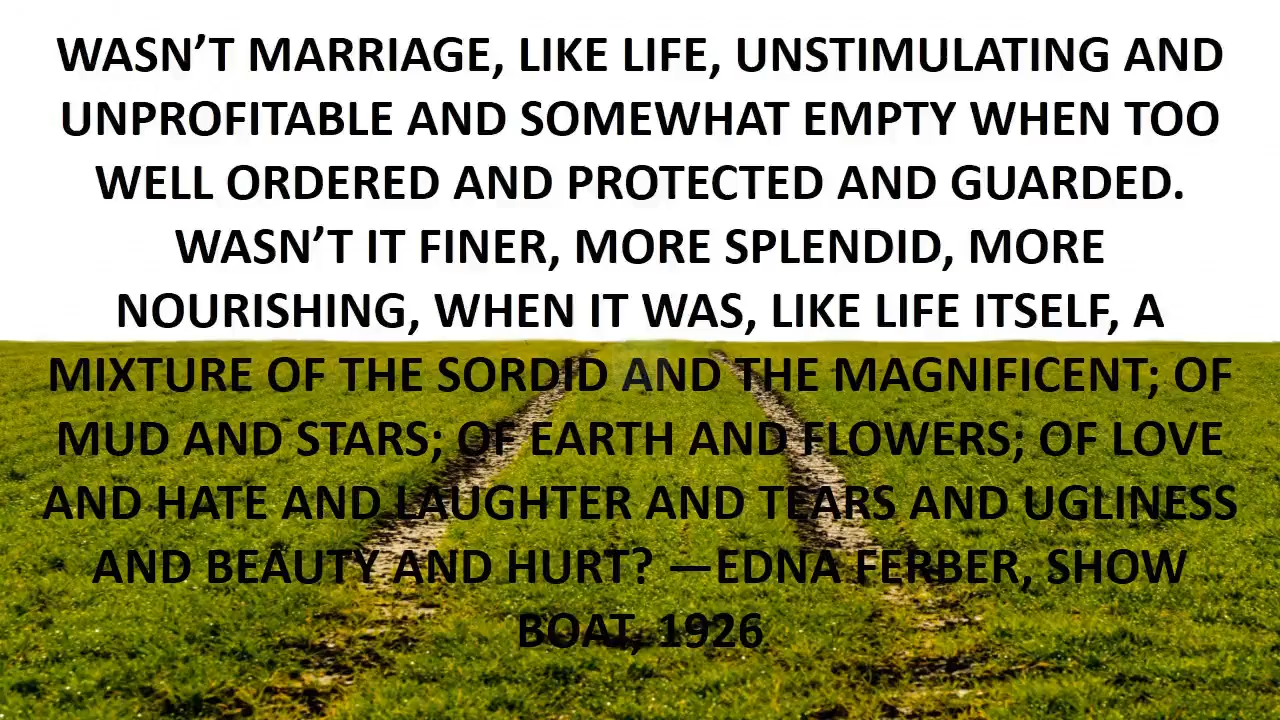 WASN’T MARRIAGE, LIKE LIFE, UNSTIMULATING AND
UNPROFITABLE AND SOMEWHAT EMPTY WHEN TOO
WELL ORDERED AND PROTECTED AND GUARDED.
WASN’T IT FINER, MORE SPLENDID, MORE
NOURISHING, WHEN IT WAS, LIKE LIFE ITSELF, A
MIXTURE OF THE SORDID AND THE MAGNIFICENT; OF
MUD AND STARS; OF EARTH AND FLOWERS; OF LOVE
AND HATE AND LAUGHTER AND TEARS AND UGLINESS
AND BEAUTY AND HURT? —EDNA FERBER, SHOW
BOAT, 1926